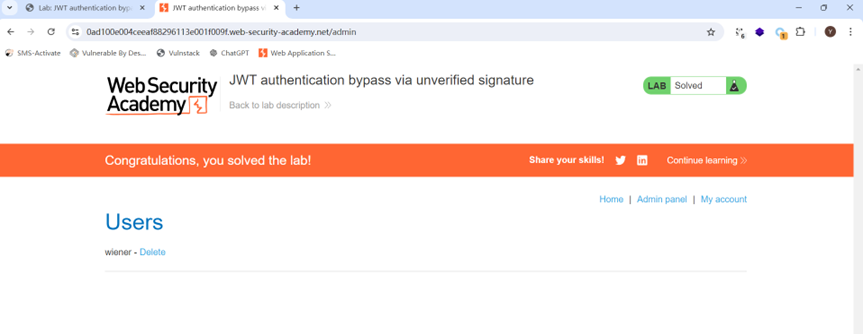 Lab: JWT authentication byp
JWT authentication bypass v
0ad100e004ceeaf88296113e001f009f.web-security-academy.net/admin
SMS-Activate
Vulnerable By Des...
Vulnstack
ChatGPT
Web Application S...
Web Security Academy
JWT authentication bypass via unverified signature
Back to lab description
LAB Solved
Congratulations, you solved the lab!
Share your skills!
Continue learning
Home | Admin panel | My account
Users
wiener - Delete